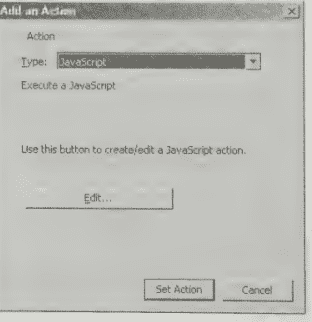 Add an Action
Action
Type: JavaScript
Execute a JavaScript
Use this button to create/edit a JavaScript action.
Edit...
Set Action Cancel